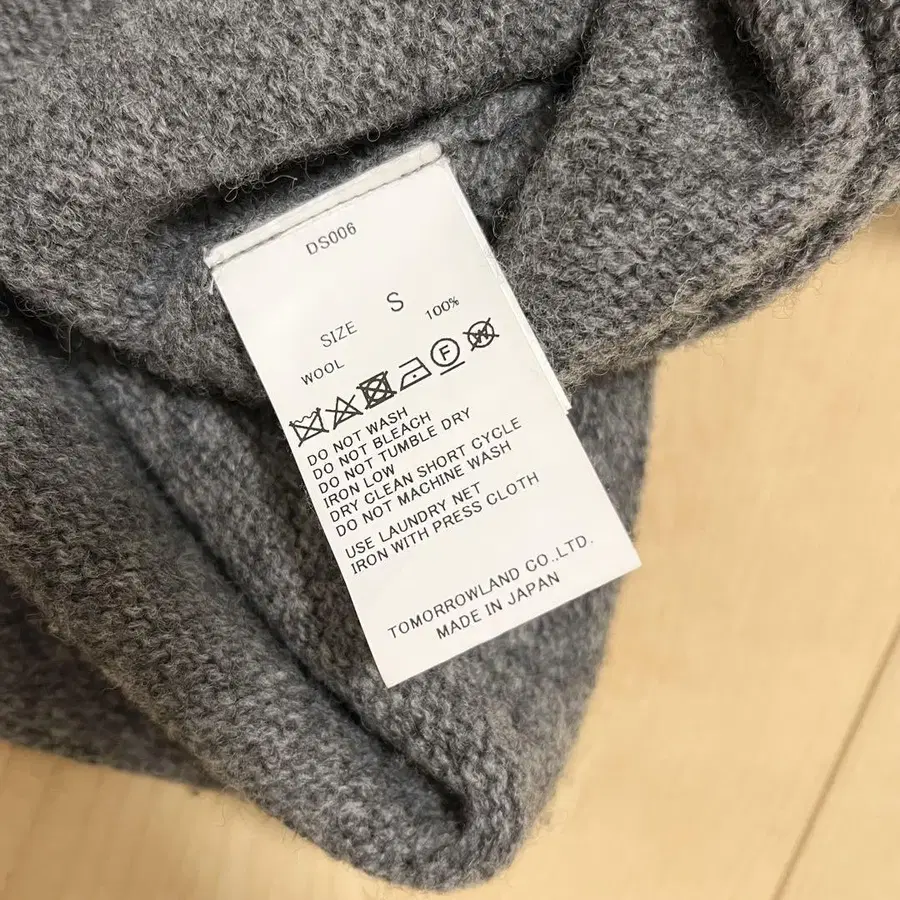 DS006
SIZE S
WOOL 100%
F W
DO NOT WASH
DO NOT BLEACH
DO NOT TUMBLE DRY
IRON LOW
DRY CLEAN SHORT CYCLE
DO NOT MACHINE WASH
USE LAUNDRY NET
IRON WITH PRESS CLOTH
TOMORROWLAND CO.,LTD.
MADE IN JAPAN